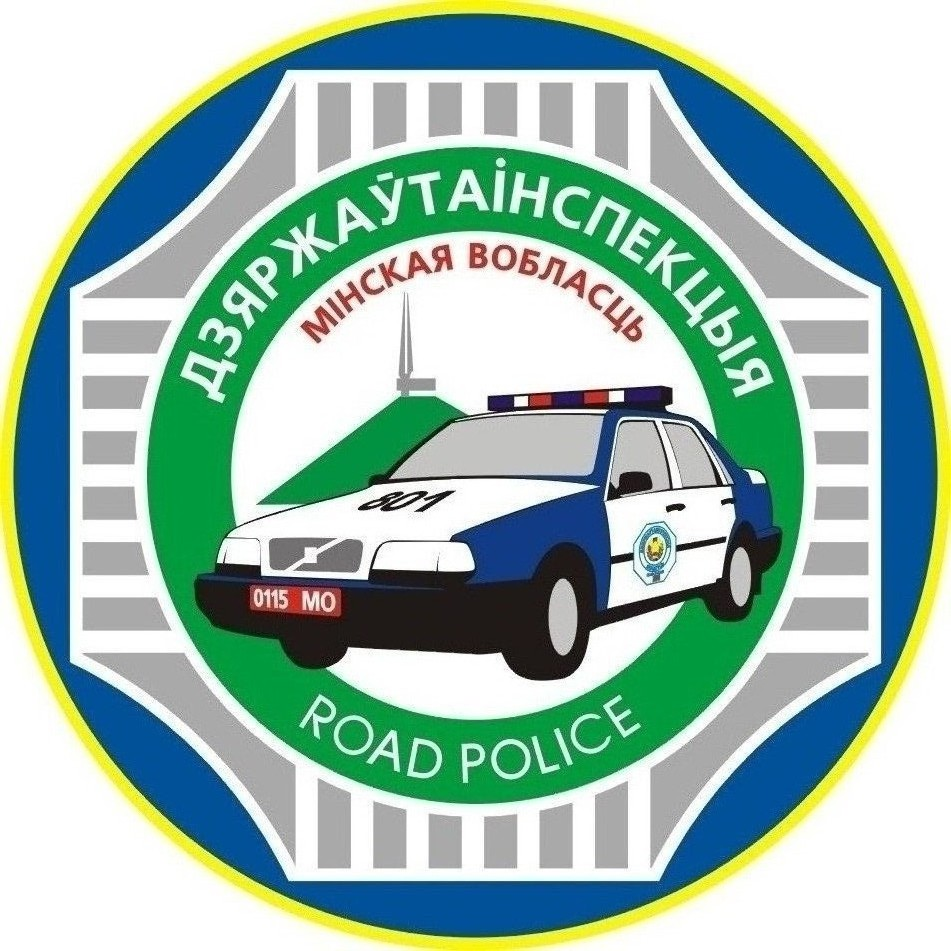 ДЗЯРЖАЎТАІНСПЕКЦЫЯ
МІНСКАЯ ВОБЛАСЦЬ
801
0115 МО
ROAD POLICE